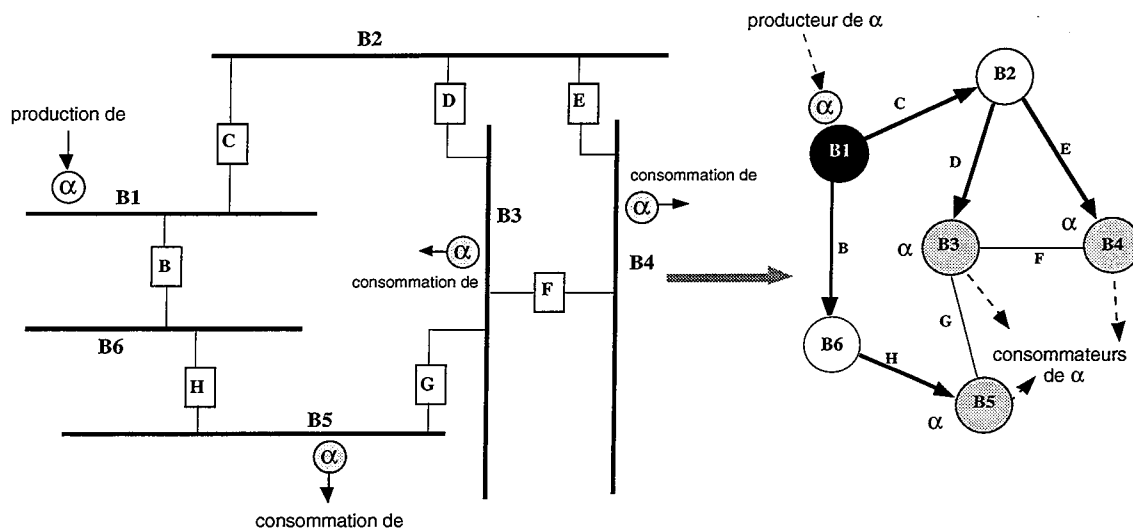 B2
D
E
C
production de
α
B1
consommation de
α
B3
α
consommation de
B4
B
F
B6
H
G
B5
α
consommation de
producteur de α
α
B2
C
B1
D
E
α
B3
α
B4
F
B
G
B6
H
consommateurs
de α
B5
α